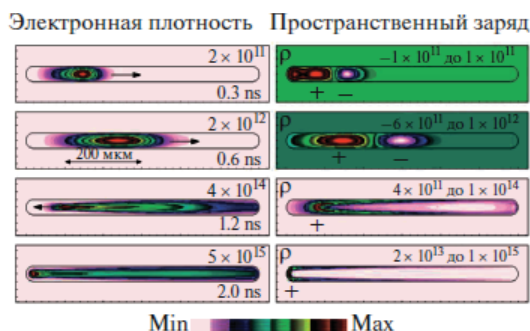 Электронная плотность Пространственный заряд
2 × 10¹¹
0.3 ns
ρ
−1 × 10¹¹ до 1 × 10¹¹
+ −
2 × 10¹²
200 мкм
0.6 ns
ρ
−6 × 10¹¹ до 1 × 10¹²
+ −
4 × 10¹⁴
1.2 ns
ρ
4 × 10¹¹ до 1 × 10¹⁴
+
5 × 10¹⁵
2.0 ns
ρ
2 × 10¹³ до 1 × 10¹⁵
+
Min Max